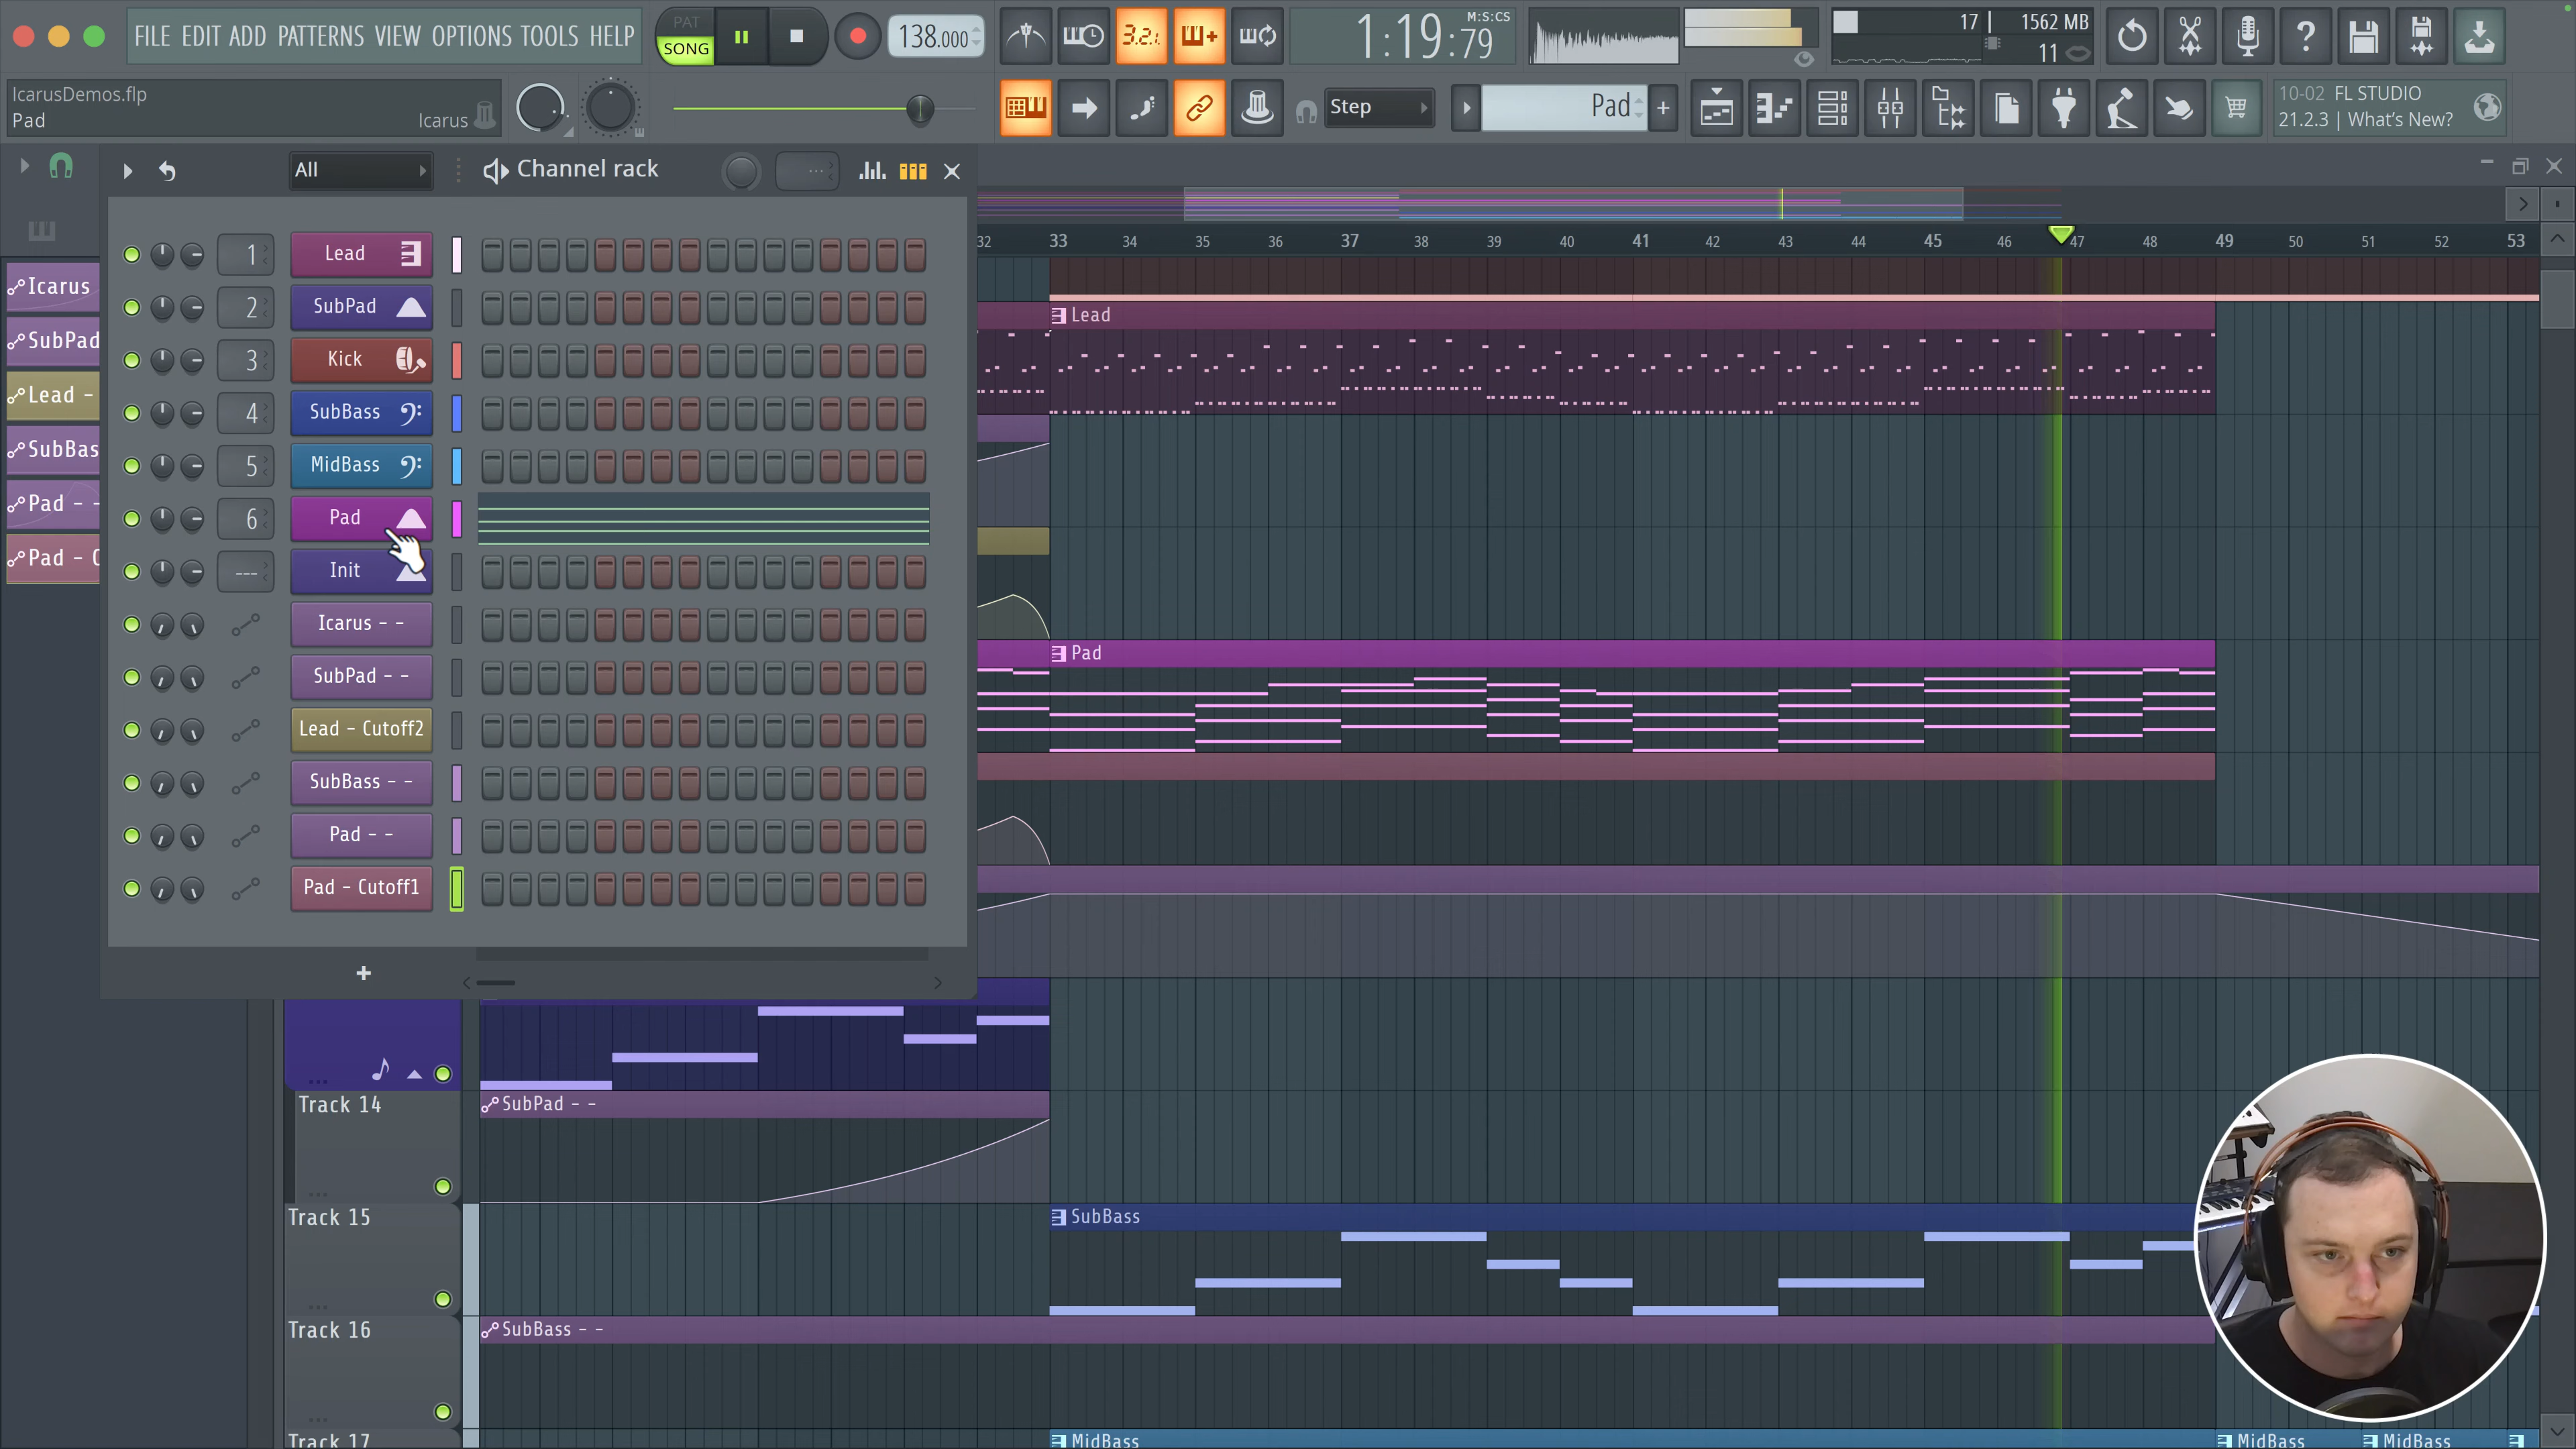 FILE EDIT ADD PATTERNS VIEW OPTIONS TOOLS HELP
PAT
SONG
138.000
3.2.
1:19:79
M:S:CS
17
1562 MB
11
IcarusDemos.flp
Pad
Icarus
Step
Pad
10-02 FL STUDIO
21.2.3 | What's New?
All
Channel rack
1 Lead
2 SubPad
3 Kick
4 SubBass
5 MidBass
6 Pad
--- Init
Icarus - -
SubPad - -
Lead - Cutoff2
SubBass - -
Pad - -
Pad - Cutoff1
Icarus
SubPad
Lead -
SubBas
Pad - -
Pad - C
32 33 34 35 36 37 38 39 40 41 42 43 44 45 46 47 48 49 50 51 52 53
Lead
Pad
Track 14
SubPad - -
Track 15
SubBass
Track 16
SubBass - -
Track 17
MidBass
MidBass
MidBass